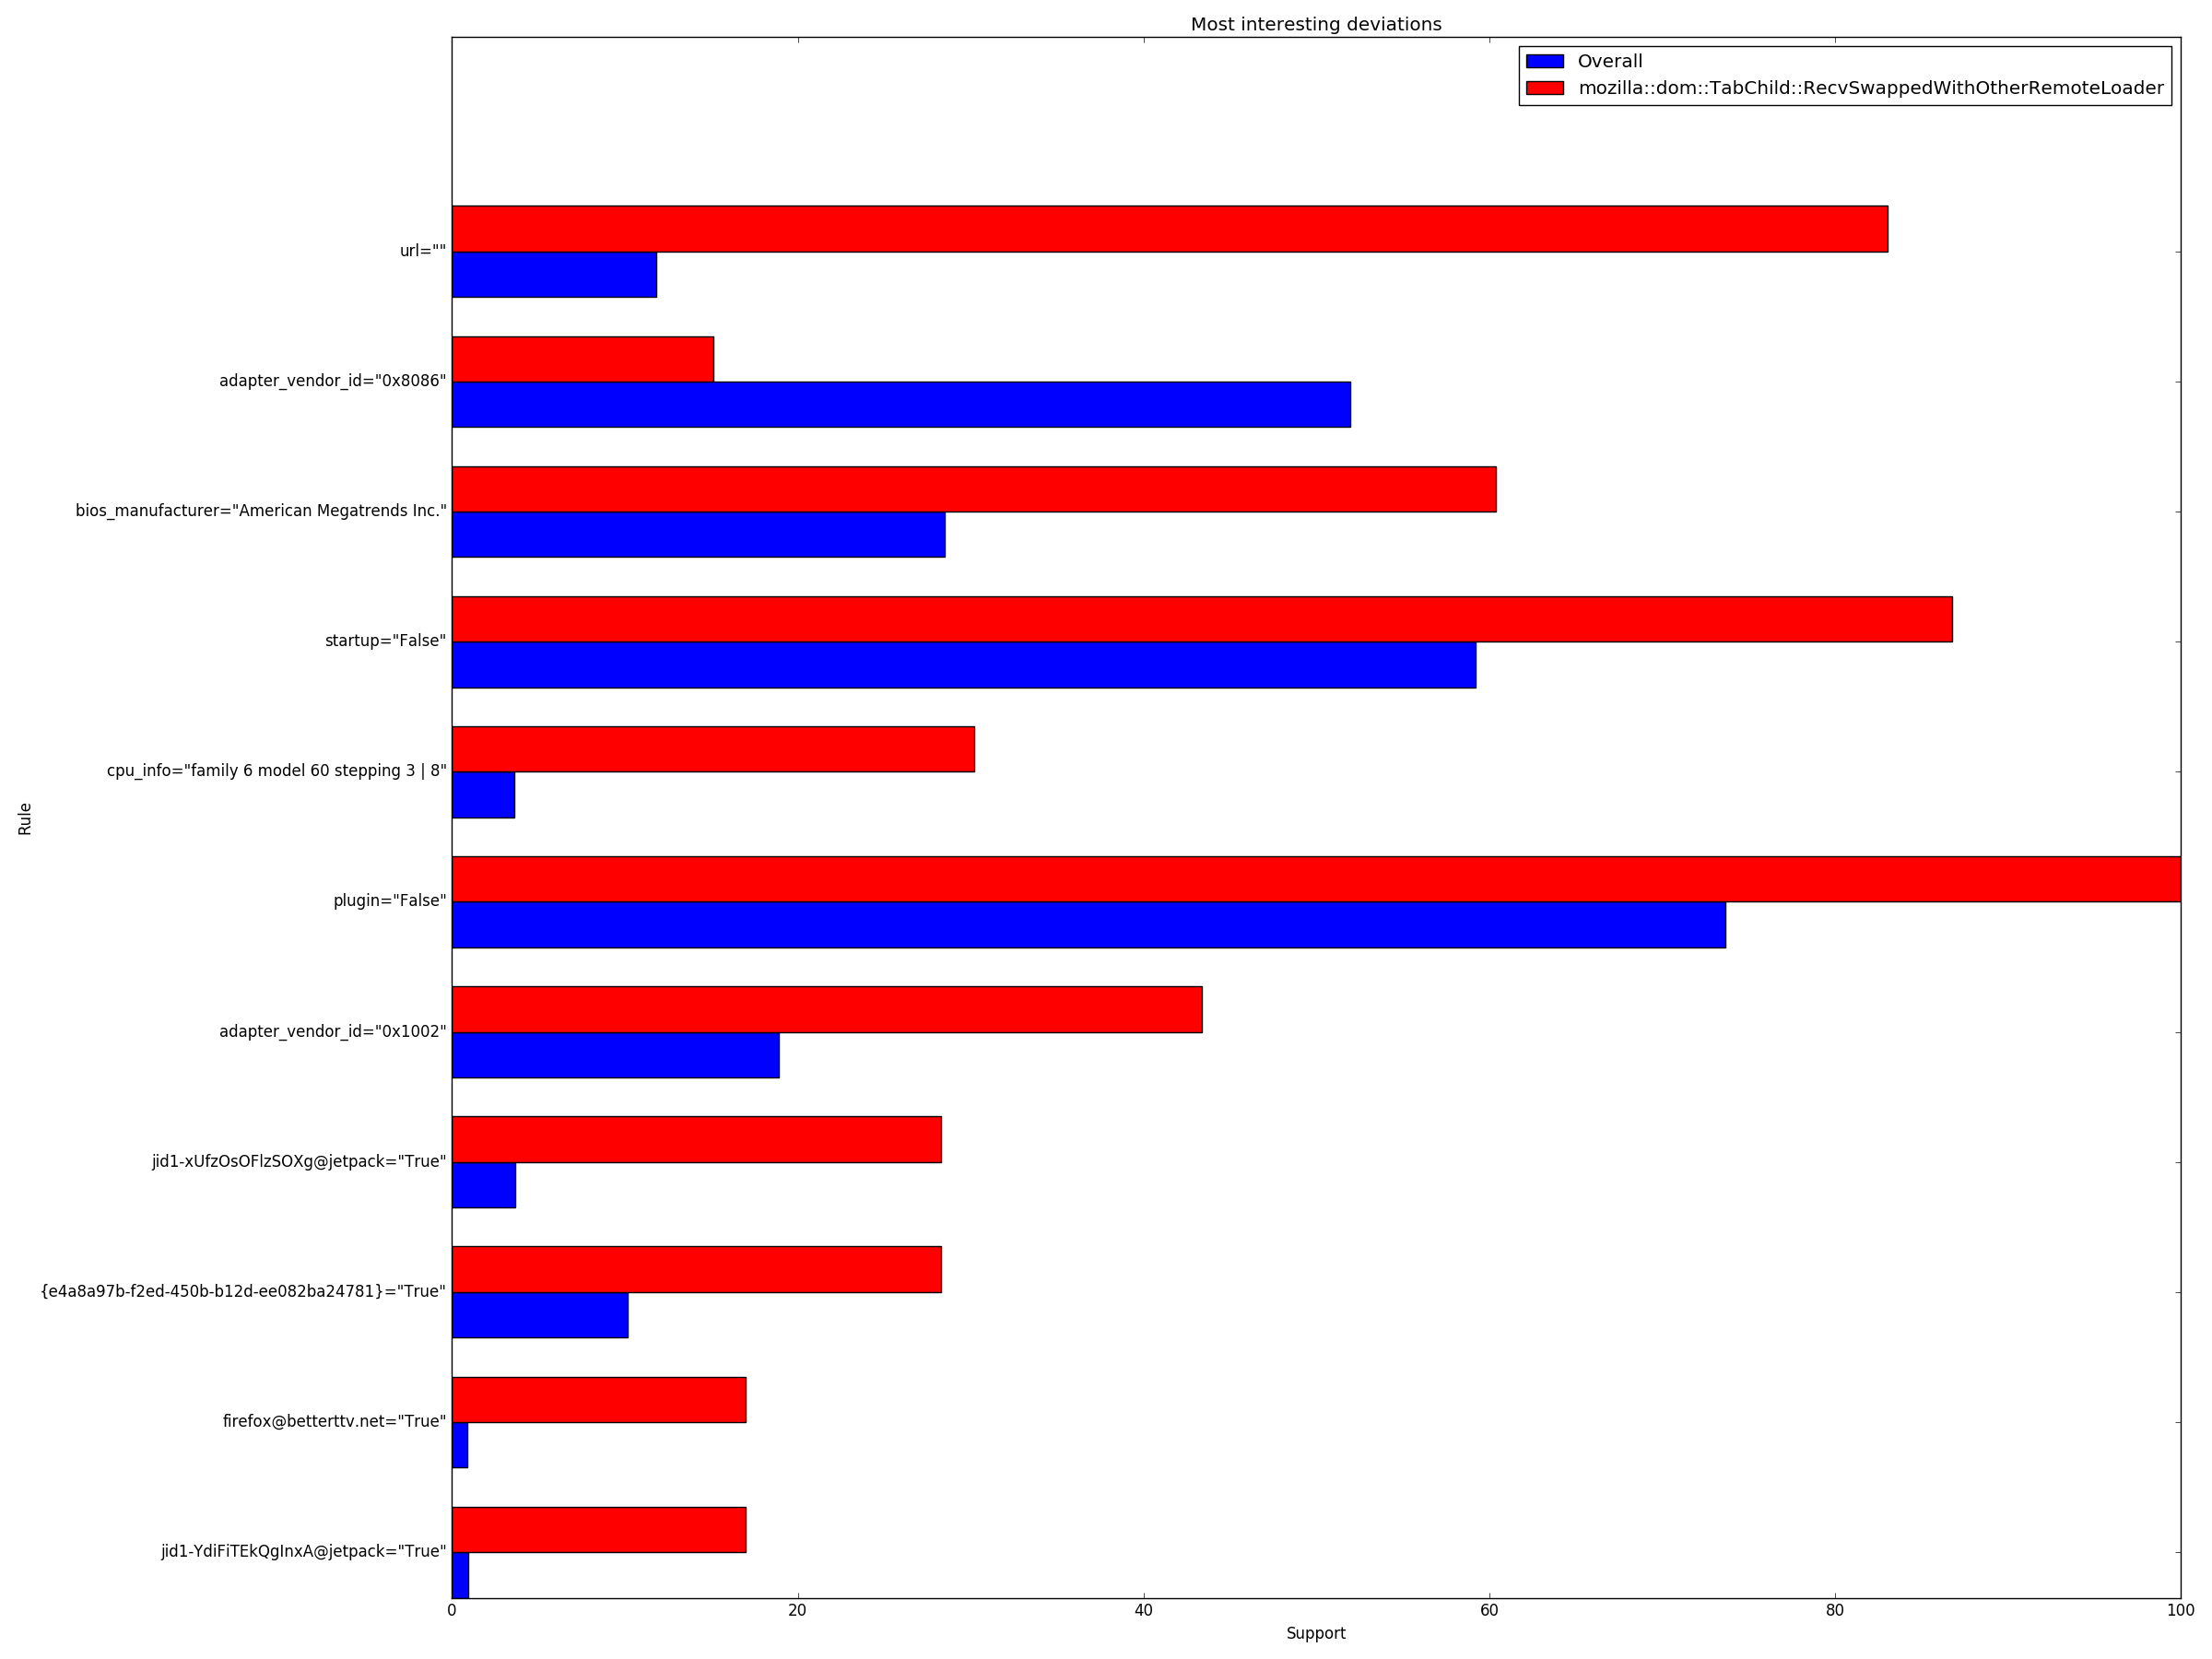 Most interesting deviations
Overall
mozilla::dom::TabChild::RecvSwappedWithOtherRemoteLoader
url=""
adapter_vendor_id="0x8086"
bios_manufacturer="American Megatrends Inc."
startup="False"
cpu_info="family 6 model 60 stepping 3 | 8"
Rule
plugin="False"
adapter_vendor_id="0x1002"
jid1-xUfzOsOFlzSOXg@jetpack="True"
{e4a8a97b-f2ed-450b-b12d-ee082ba24781}="True"
firefox@betterttv.net="True"
jid1-YdiFiTEkQgInxA@jetpack="True"
0 20 40 60 80 100
Support